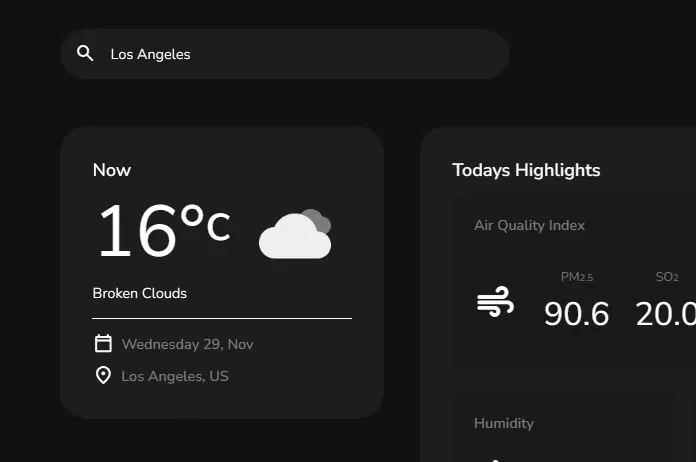 Los Angeles
Now
16°C
Broken Clouds
Wednesday 29, Nov
Los Angeles, US
Todays Highlights
Air Quality Index
PM2.5 SO2
90.6 20.0
Humidity